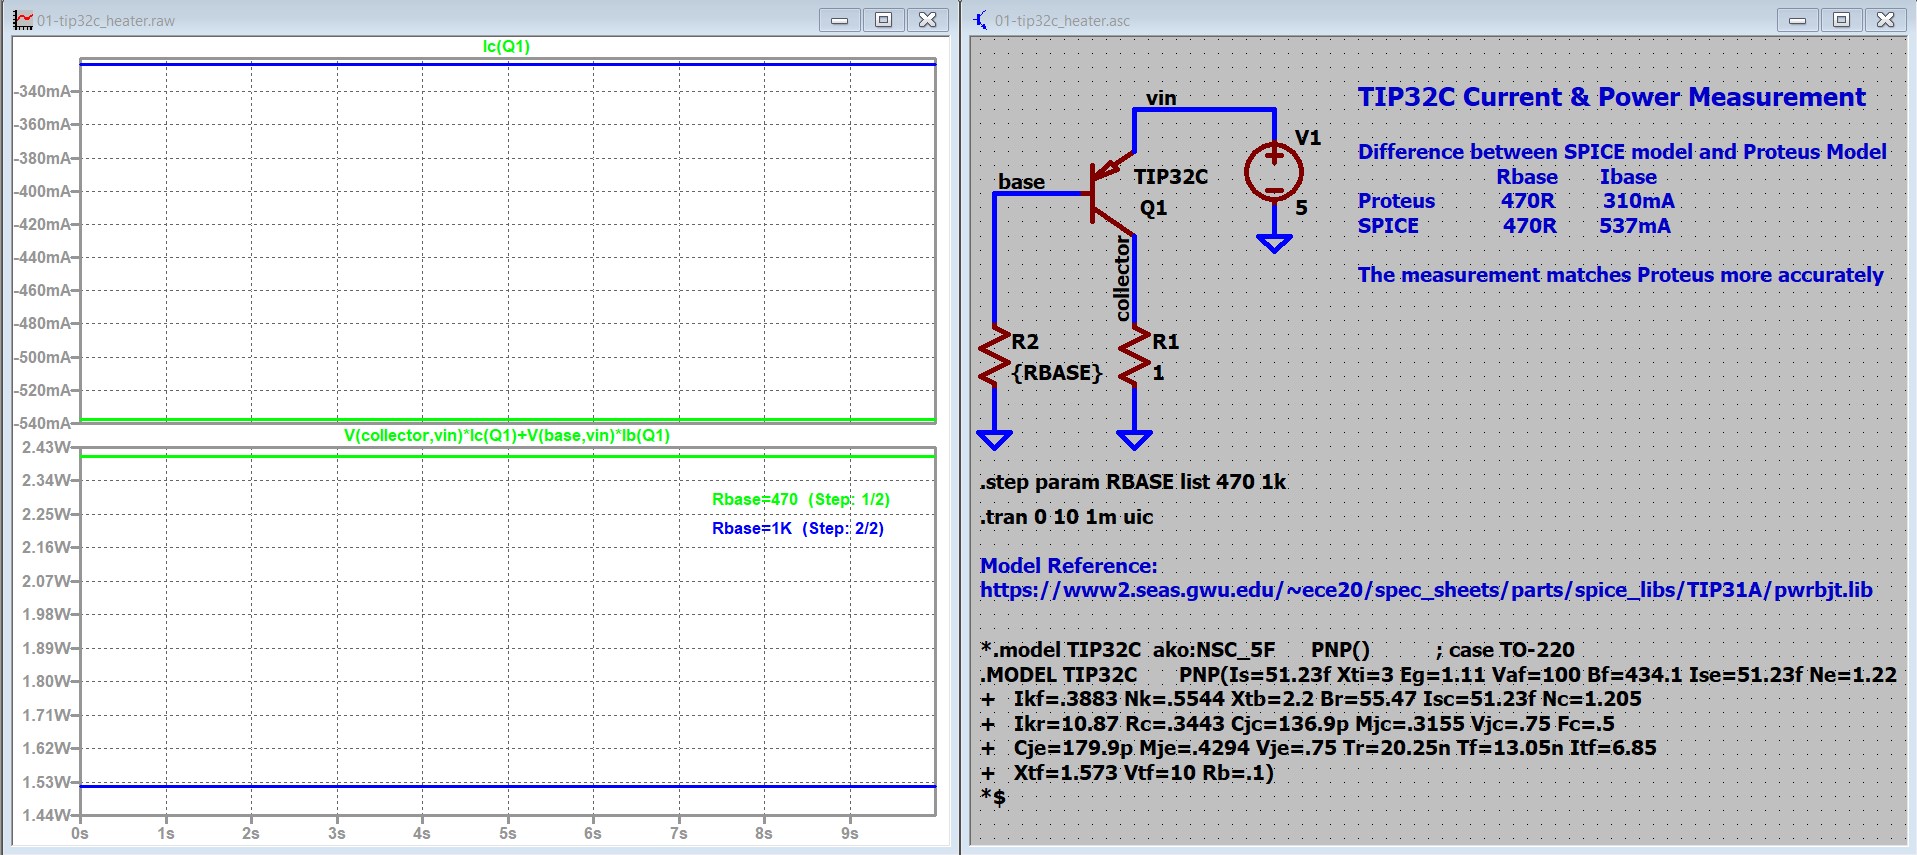 01-tip32c_heater.raw
Ic(Q1)
-340mA
-360mA
-380mA
-400mA
-420mA
-440mA
-460mA
-480mA
-500mA
-520mA
-540mA
V(collector,vin)*Ic(Q1)+V(base,vin)*Ib(Q1)
2.43W
2.34W
2.25W
2.16W
2.07W
1.98W
1.89W
1.80W
1.71W
1.62W
1.53W
1.44W
Rbase=470 (Step: 1/2)
Rbase=1K (Step: 2/2)
0s 1s 2s 3s 4s 5s 6s 7s 8s 9s
01-tip32c_heater.asc
vin
V1
5
base
TIP32C
Q1
collector
R2
{RBASE}
R1
1
TIP32C Current & Power Measurement
Difference between SPICE model and Proteus Model
Rbase Ibase
Proteus 470R 310mA
SPICE 470R 537mA
The measurement matches Proteus more accurately
.step param RBASE list 470 1k
.tran 0 10 1m uic
Model Reference:
https://www2.seas.gwu.edu/~ece20/spec_sheets/parts/spice_libs/TIP31A/pwrbjt.lib
*.model TIP32C ako:NSC_5F PNP() ; case TO-220
.MODEL TIP32C PNP(Is=51.23f Xti=3 Eg=1.11 Vaf=100 Bf=434.1 Ise=51.23f Ne=1.22
+ Ikf=.3883 Nk=.5544 Xtb=2.2 Br=55.47 Isc=51.23f Nc=1.205
+ Ikr=10.87 Rc=.3443 Cjc=136.9p Mjc=.3155 Vjc=.75 Fc=.5
+ Cje=179.9p Mje=.4294 Vje=.75 Tr=20.25n Tf=13.05n Itf=6.85
+ Xtf=1.573 Vtf=10 Rb=.1)
*$